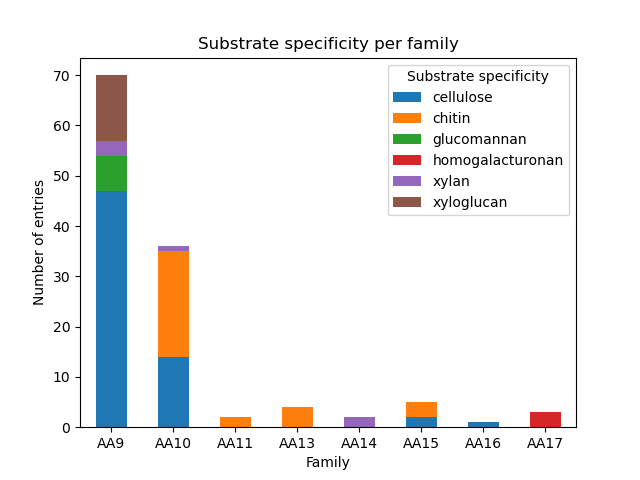 Substrate specificity per family
Substrate specificity
cellulose
chitin
glucomannan
homogalacturonan
xylan
xyloglucan
Number of entries
70
60
50
40
30
20
10
0
AA9 AA10 AA11 AA13 AA14 AA15 AA16 AA17
Family